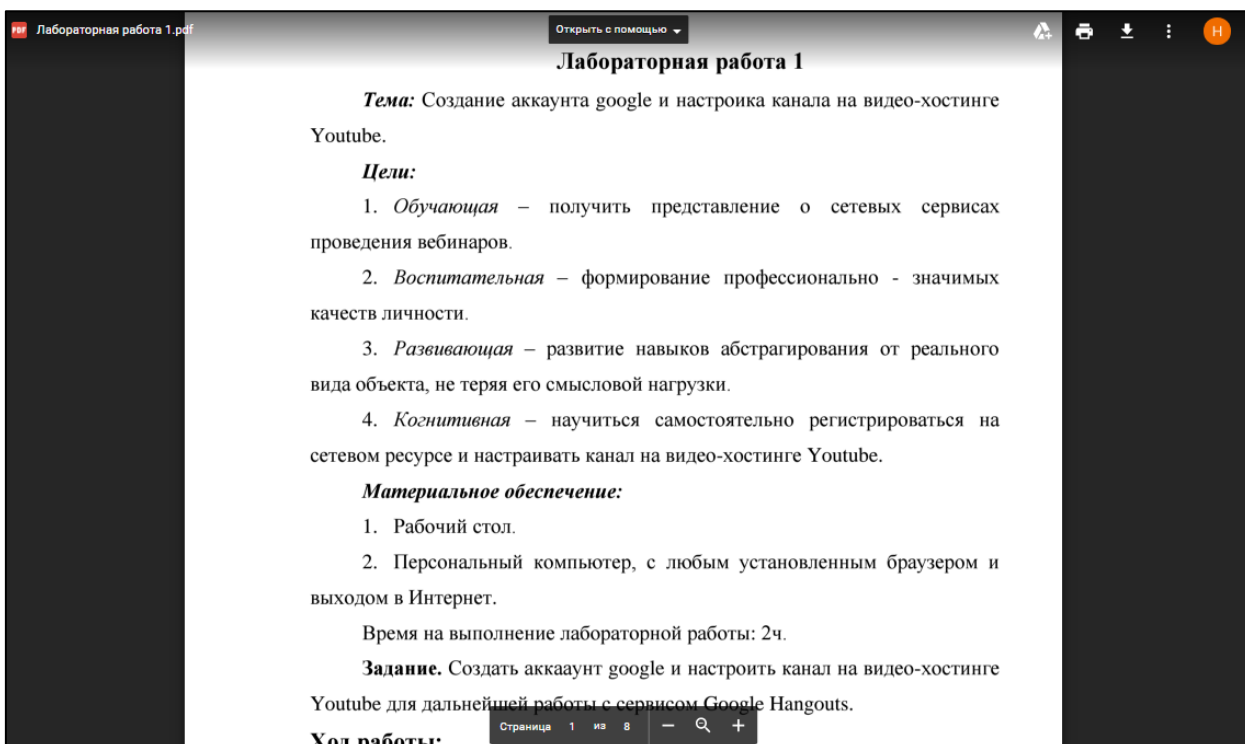 Лабораторная работа 1.pdf
Открыть с помощью
H
Лабораторная работа 1
Тема: Создание аккаунта google и настроика канала на видео-хостинге
Youtube.
Цели:
1. Обучающая – получить представление о сетевых сервисах
проведения вебинаров.
2. Воспитательная – формирование профессионально - значимых
качеств личности.
3. Развивающая – развитие навыков абстрагирования от реального
вида объекта, не теряя его смысловой нагрузки.
4. Когнитивная – научиться самостоятельно регистрироваться на
сетевом ресурсе и настраивать канал на видео-хостинге Youtube.
Материальное обеспечение:
1. Рабочий стол.
2. Персональный компьютер, с любым установленным браузером и
выходом в Интернет.
Время на выполнение лабораторной работы: 2ч.
Задание. Создать аккааунт google и настроить канал на видео-хостинге
Youtube для дальнейшей работы с сервисом Google Hangouts.
Страница 1 из 8
Ход работы: